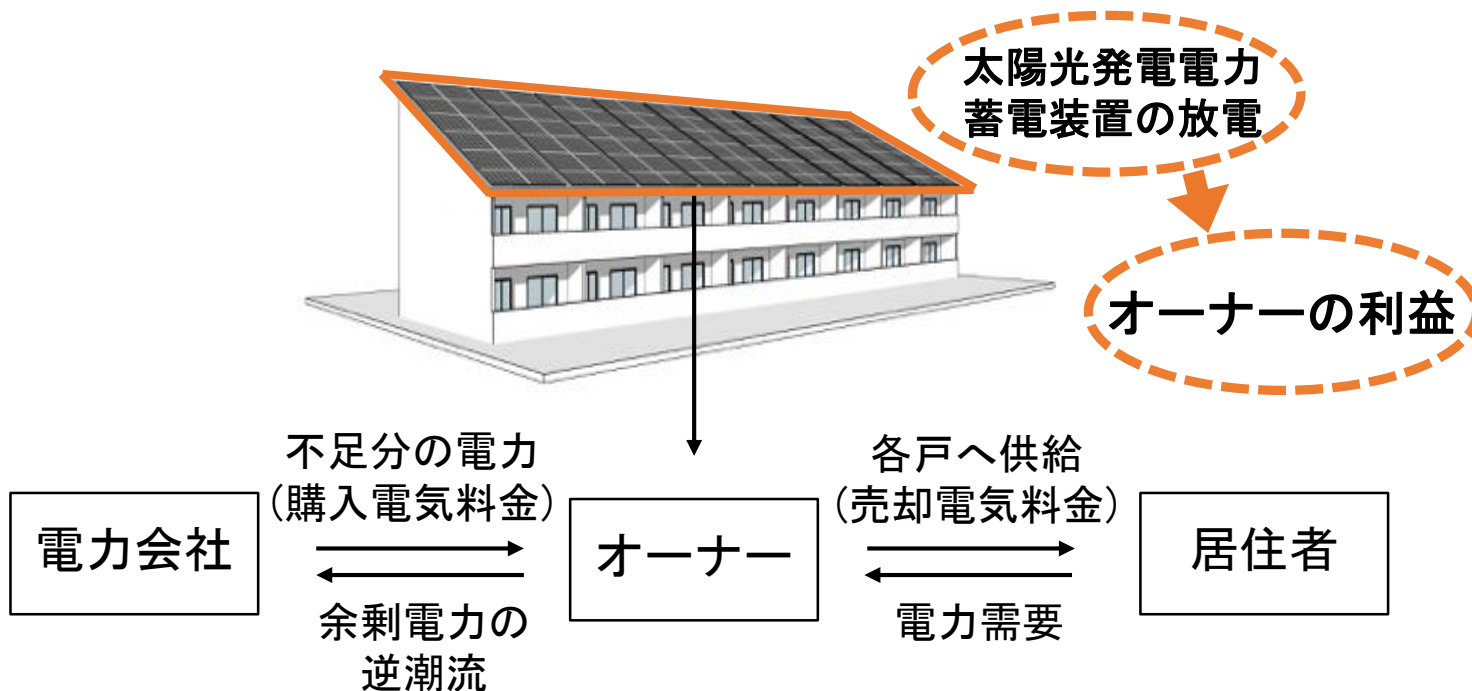 太陽光発電電力
蓄電装置の放電
オーナーの利益
不足分の電力
(購入電気料金)
各戸へ供給
(売却電気料金)
電力会社
オーナー
居住者
余剰電力の
逆潮流
電力需要